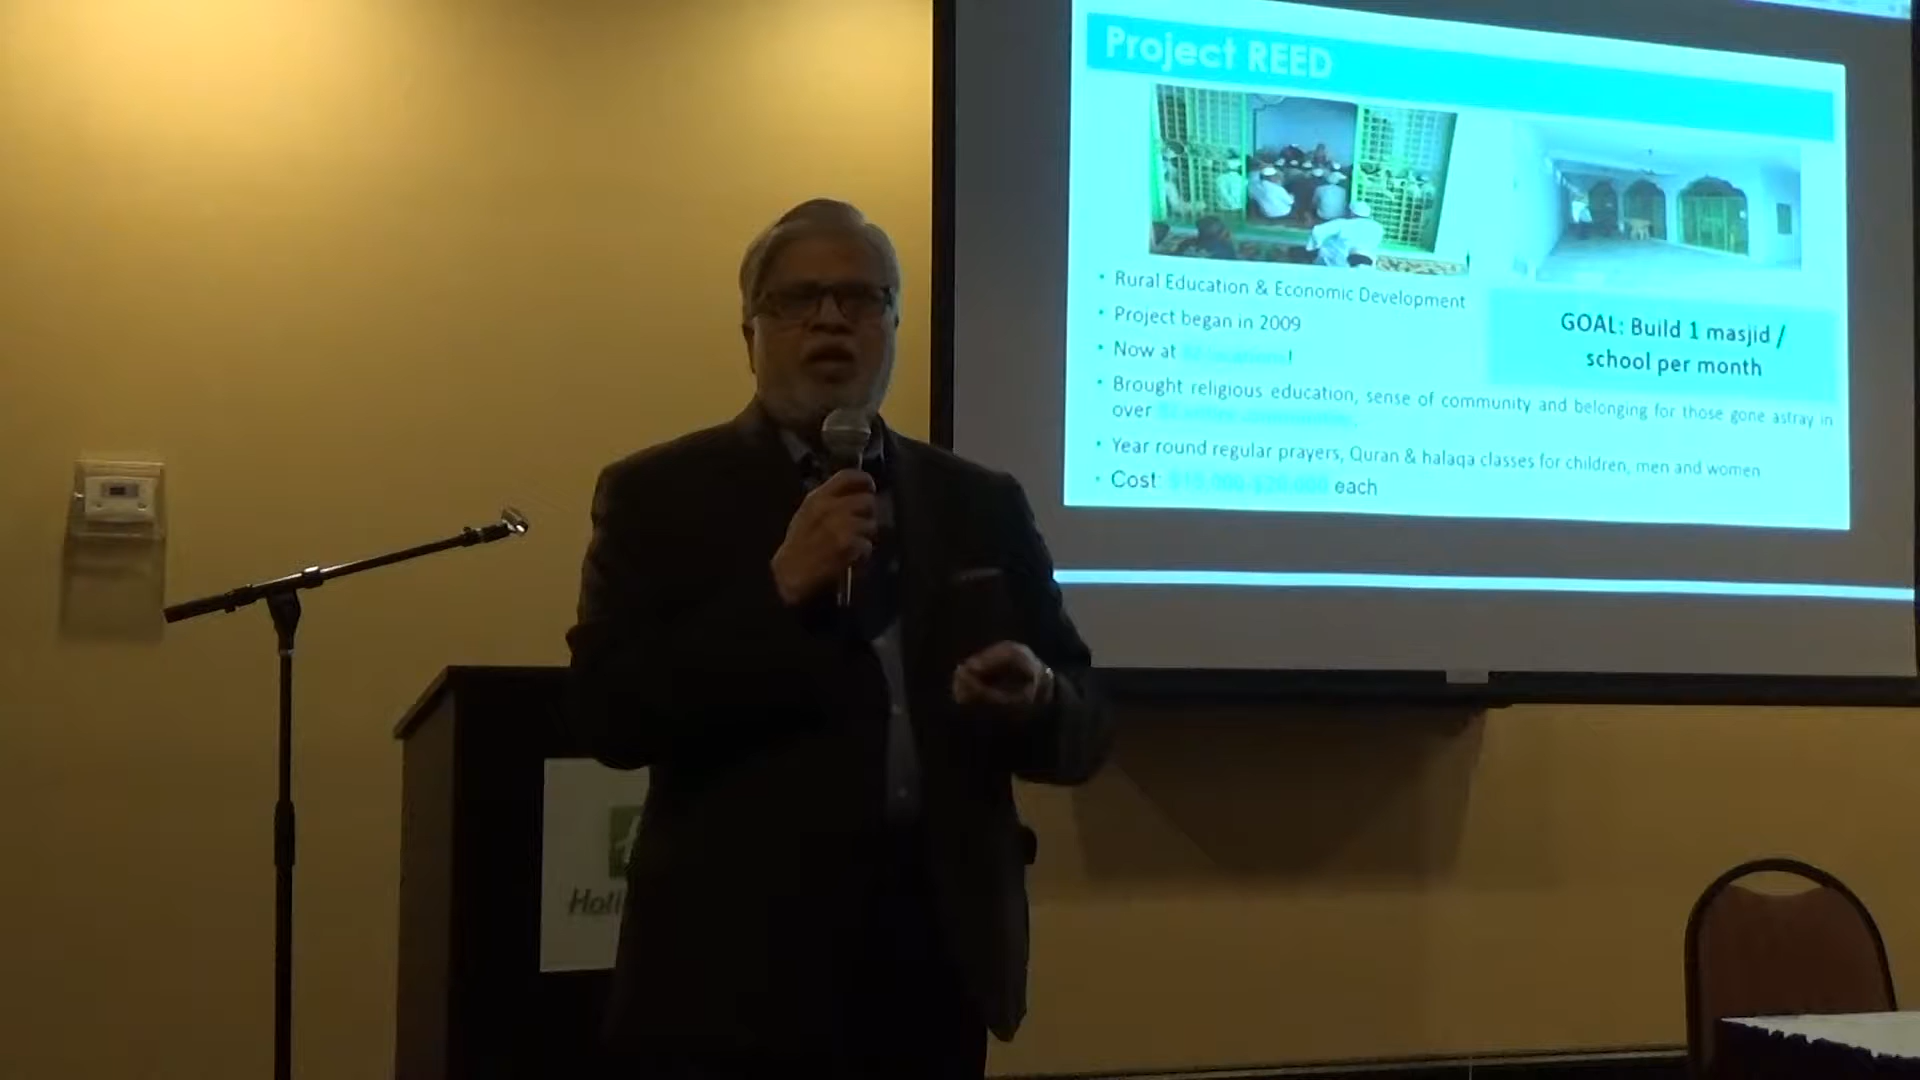 Project REED
• Rural Education & Economic Development
• Project began in 2009
• Now at !
• Brought religious education, sense of community and belonging for those gone astray in
over
• Year round regular prayers, Quran & halaqa classes for children, men and women
• Cost: each
GOAL: Build 1 masjid /
school per month
Holi